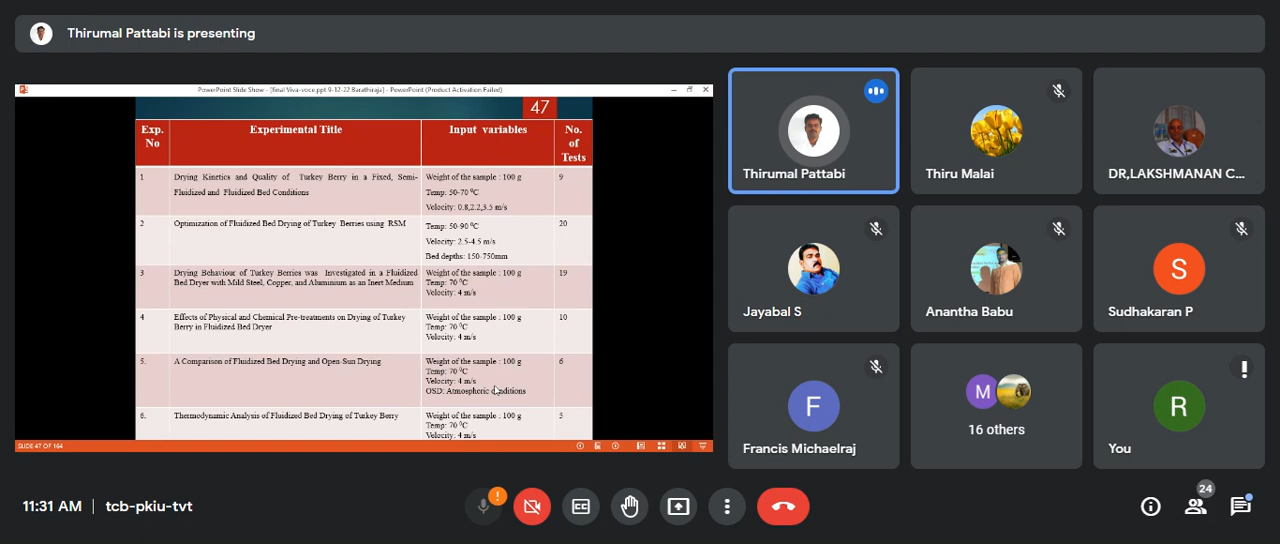 Thirumal Pattabi is presenting
PowerPoint Slide Show - [final Viva-voce.ppt 9-12-22 Barathiraja] - PowerPoint (Product Activation Failed)
47
Exp. No
Experimental Title
Input variables
No. of Tests
1
Drying Kinetics and Quality of Turkey Berry in a Fixed, Semi-
Fluidized and Fluidized Bed Conditions
Weight of the sample : 100 g
Temp: 50-70 ⁰C
Velocity: 0.8,2.2,3.5 m/s
9
2
Optimization of Fluidized Bed Drying of Turkey Berries using RSM
Temp: 50-90 ⁰C
Velocity: 2.5-4.5 m/s
Bed depths: 150-750mm
20
3
Drying Behaviour of Turkey Berries was Investigated in a Fluidized
Bed Dryer with Mild Steel, Copper, and Aluminium as an Inert Medium
Weight of the sample : 100 g
Temp: 70 ⁰C
Velocity: 4 m/s
19
4
Effects of Physical and Chemical Pre-treatments on Drying of Turkey
Berry in Fluidized Bed Dryer
Weight of the sample : 100 g
Temp: 70 ⁰C
Velocity: 4 m/s
10
5.
A Comparison of Fluidized Bed Drying and Open-Sun Drying
Weight of the sample : 100 g
Temp: 70 ⁰C
Velocity: 4 m/s
OSD: Atmospheric conditions
6
6.
Thermodynamic Analysis of Fluidized Bed Drying of Turkey Berry
Weight of the sample : 100 g
Temp: 70 ⁰C
Velocity: 4 m/s
5
SLIDE 47 OF 164
Thirumal Pattabi
Thiru Malai
DR,LAKSHMANAN C...
Jayabal S
Anantha Babu
S
Sudhakaran P
F
Francis Michaelraj
M
16 others
R
You
11:31 AM | tcb-pkiu-tvt
CC
24